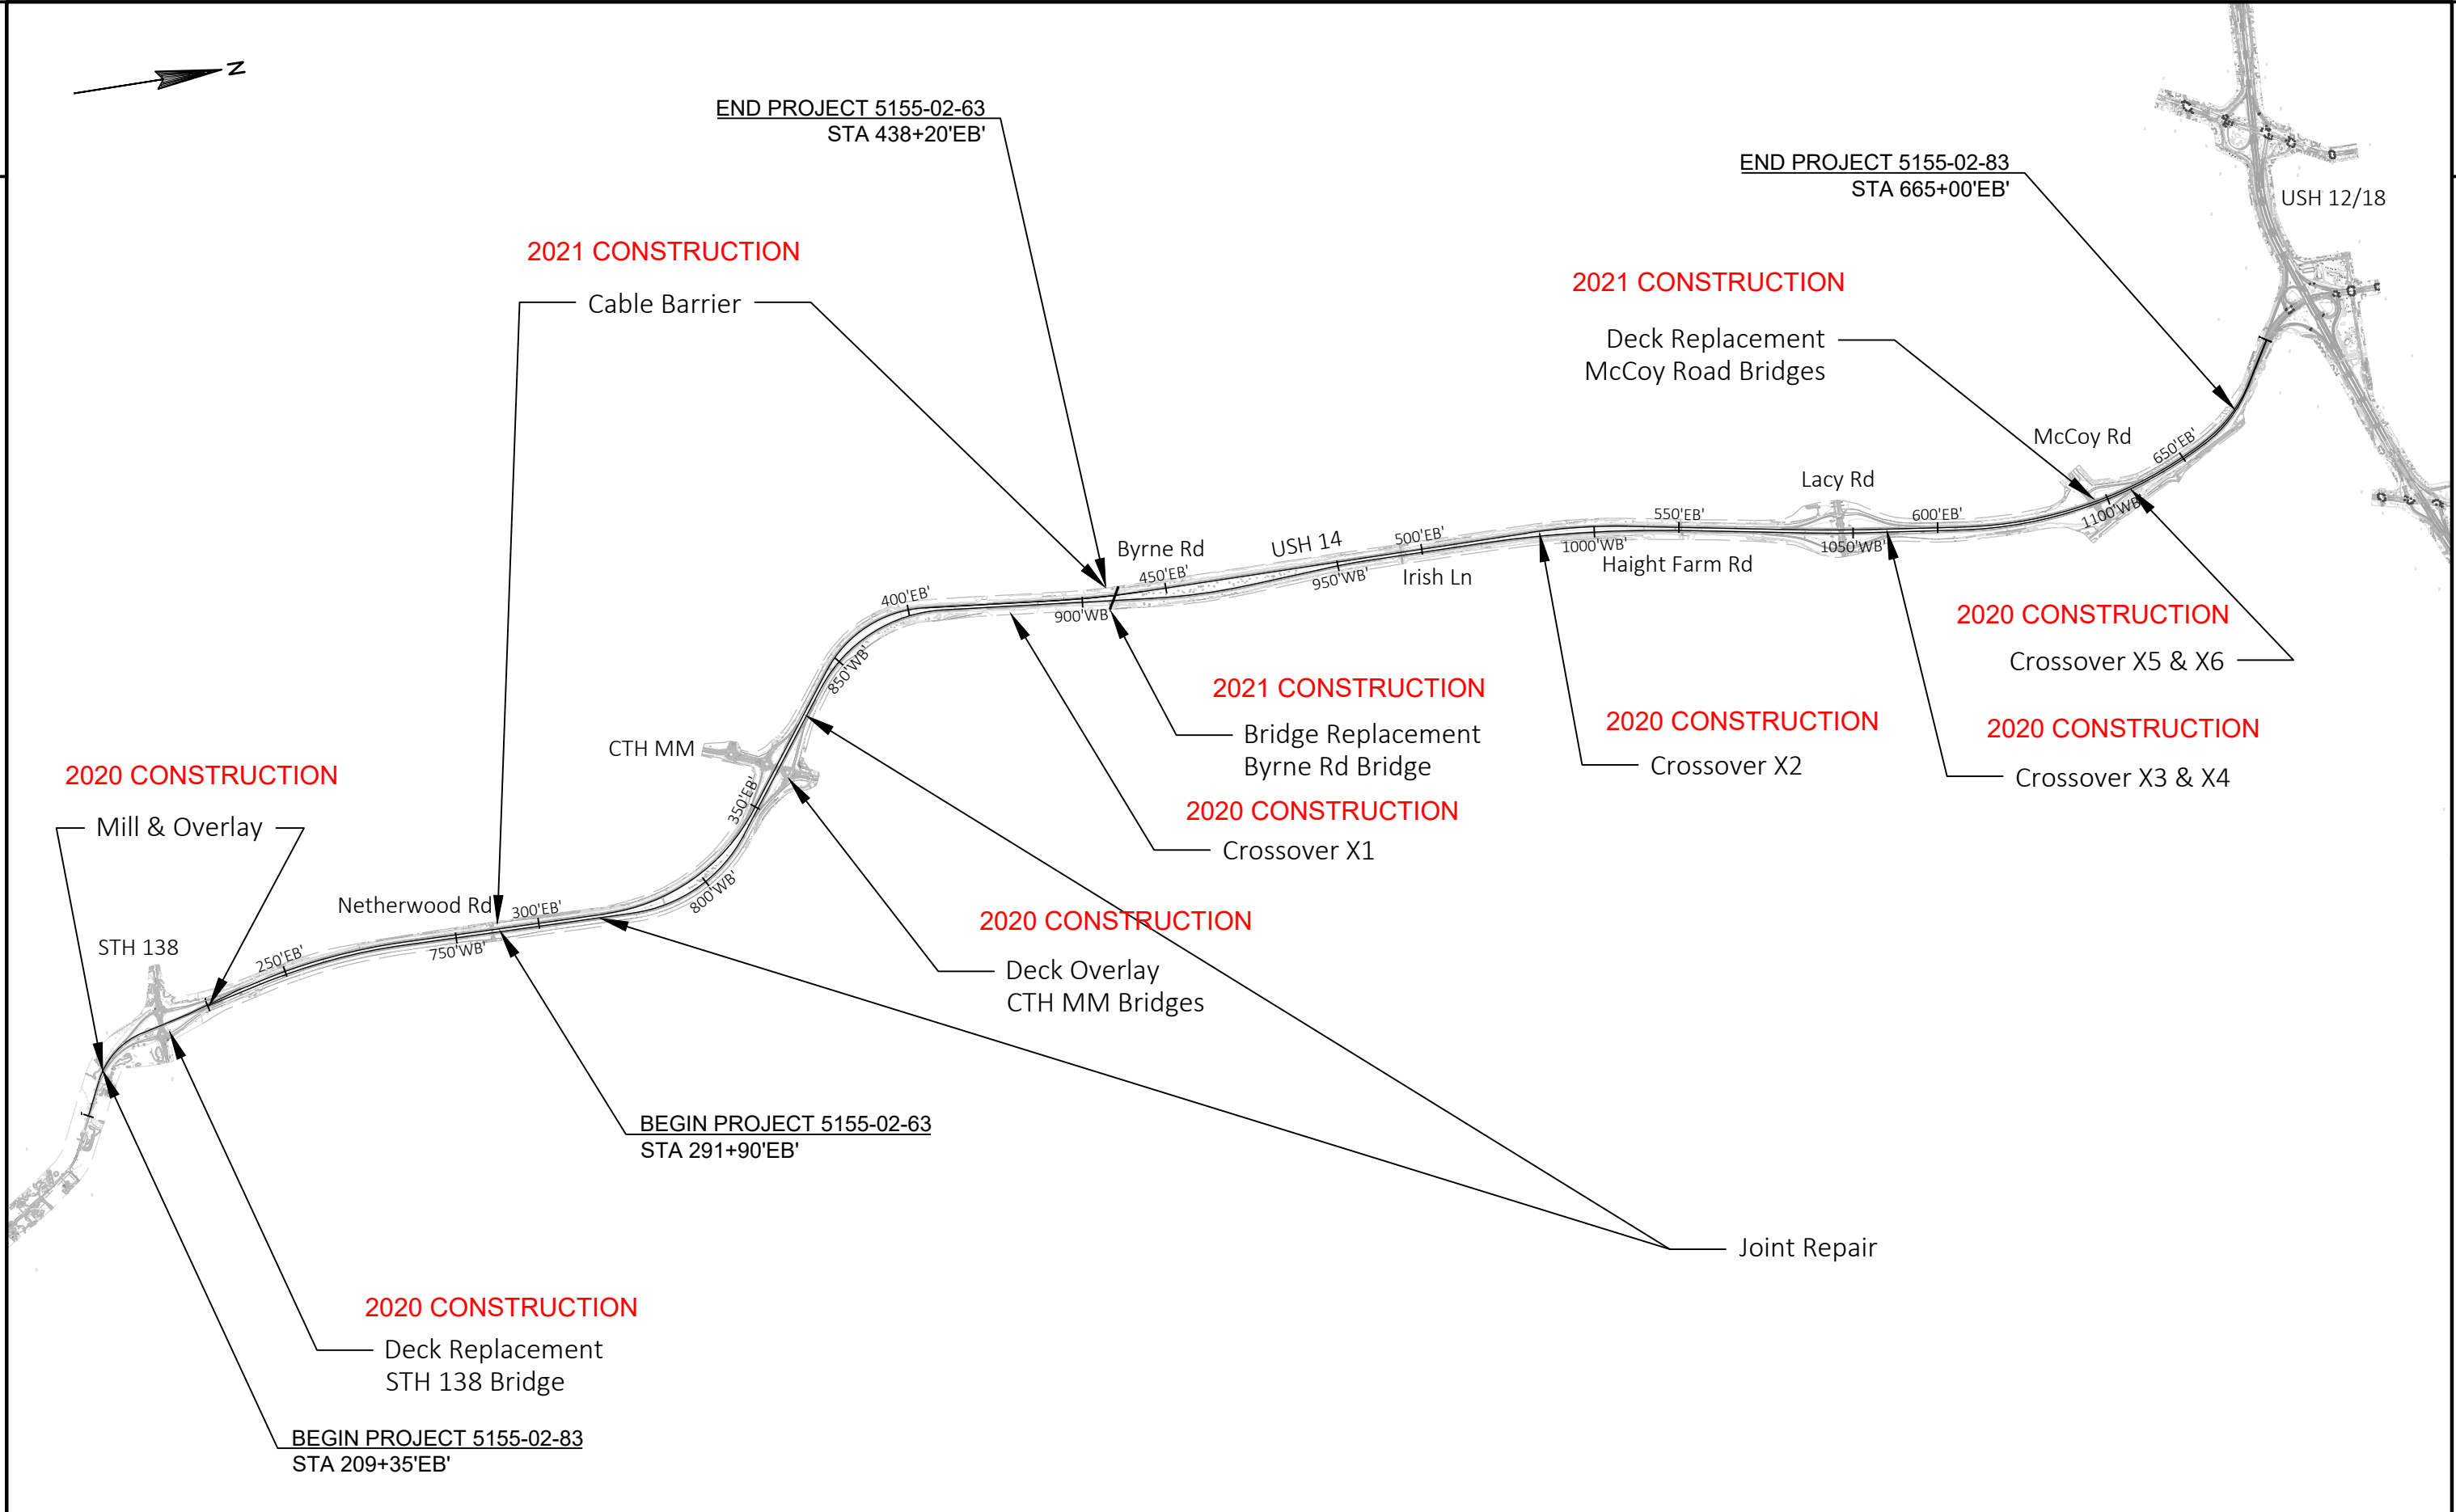 N
END PROJECT 5155-02-63
STA 438+20'EB'
END PROJECT 5155-02-83
STA 665+00'EB'
USH 12/18
2021 CONSTRUCTION
Cable Barrier
2021 CONSTRUCTION
Deck Replacement
McCoy Road Bridges
McCoy Rd
650'EB'
Lacy Rd
1100'WB'
600'EB'
550'EB'
USH 14
500'EB'
Byrne Rd
1000'WB'
1050'WB'
Haight Farm Rd
Irish Ln
450'EB'
950'WB'
400'EB'
900'WB'
2020 CONSTRUCTION
Crossover X5 & X6
850'WB'
2021 CONSTRUCTION
Bridge Replacement
Byrne Rd Bridge
2020 CONSTRUCTION
Crossover X2
2020 CONSTRUCTION
Crossover X3 & X4
CTH MM
2020 CONSTRUCTION
Mill & Overlay
350'EB'
2020 CONSTRUCTION
Crossover X1
800'WB'
Netherwood Rd
300'EB'
2020 CONSTRUCTION
Deck Overlay
CTH MM Bridges
STH 138
250'EB'
750'WB'
BEGIN PROJECT 5155-02-63
STA 291+90'EB'
Joint Repair
2020 CONSTRUCTION
Deck Replacement
STH 138 Bridge
BEGIN PROJECT 5155-02-83
STA 209+35'EB'